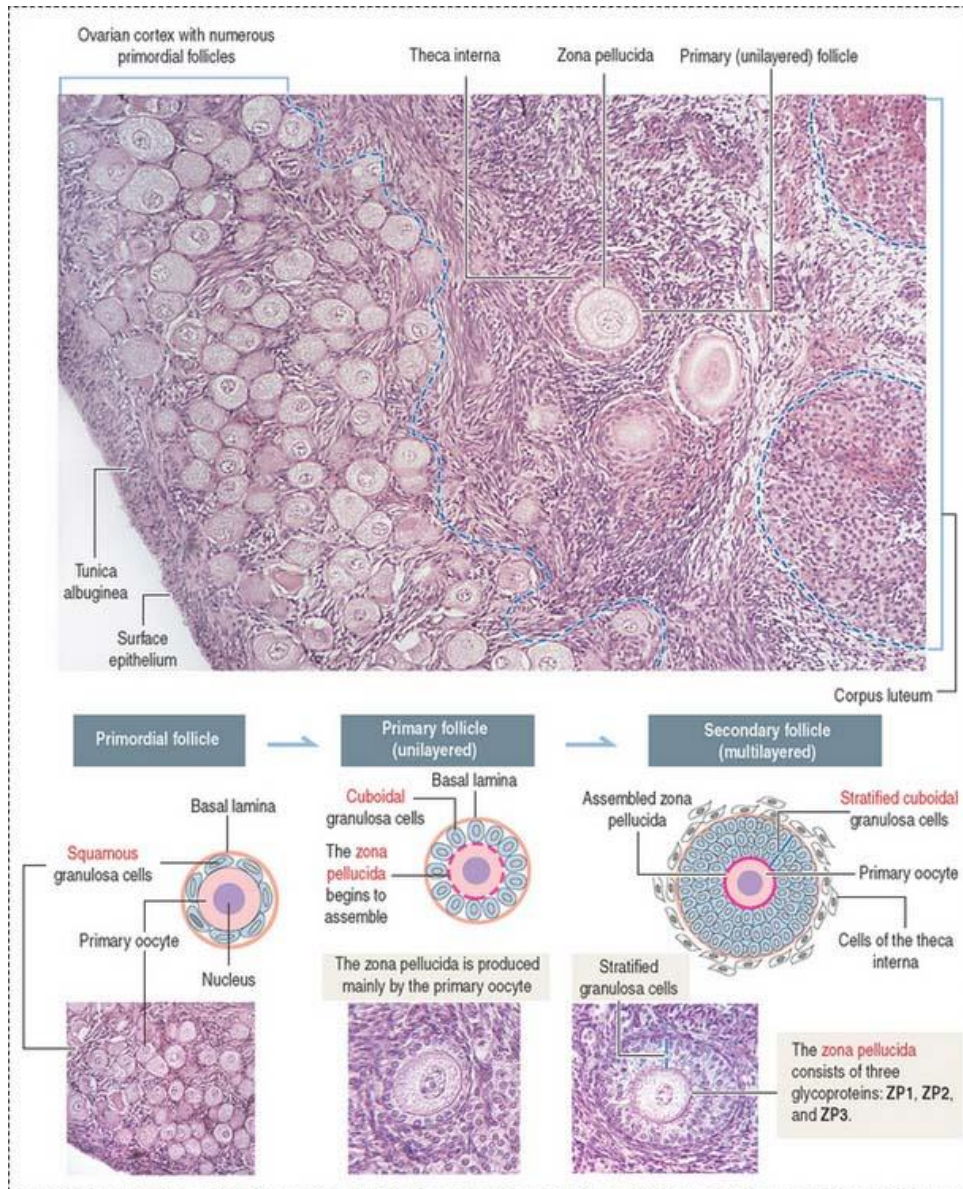 Ovarian cortex with numerous
primordial follicles
Theca interna
Zona pellucida
Primary (unilayered) follicle
Tunica
albuginea
Surface
epithelium
Corpus luteum
Primordial follicle
Primary follicle
(unilayered)
Secondary follicle
(multilayered)
Basal lamina
Squamous
granulosa cells
Primary oocyte
Nucleus
Basal lamina
Cuboidal
granulosa cells
The zona
pellucida
begins to
assemble
The zona pellucida is produced
mainly by the primary oocyte
Assembled zona
pellucida
Stratified cuboidal
granulosa cells
Primary oocyte
Cells of the theca
interna
Stratified
granulosa cells
The zona pellucida
consists of three
glycoproteins: ZP1, ZP2,
and ZP3.